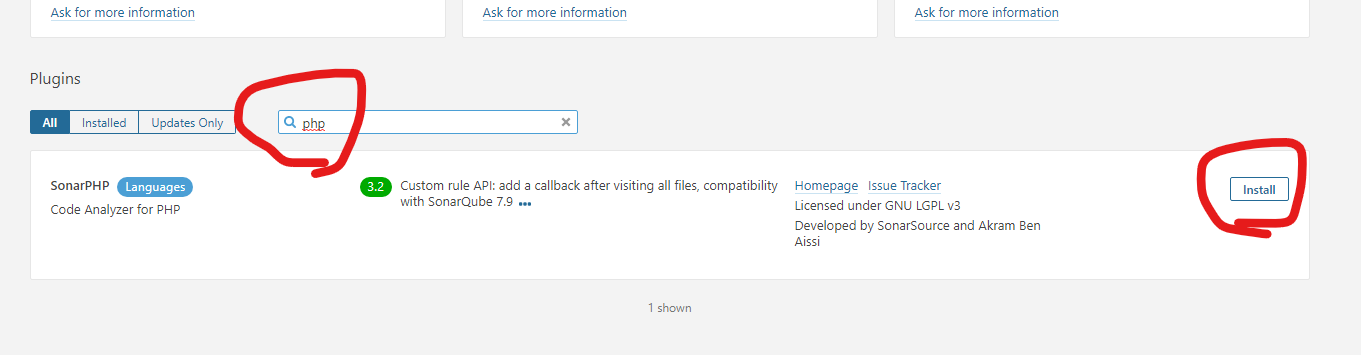 Ask for more information
Ask for more information
Ask for more information
Plugins
All Installed Updates Only php
SonarPHP Languages
Code Analyzer for PHP
3.2 Custom rule API: add a callback after visiting all files, compatibility
with SonarQube 7.9 •••
Homepage Issue Tracker
Licensed under GNU LGPL v3
Developed by SonarSource and Akram Ben
Aissi
Install
1 shown